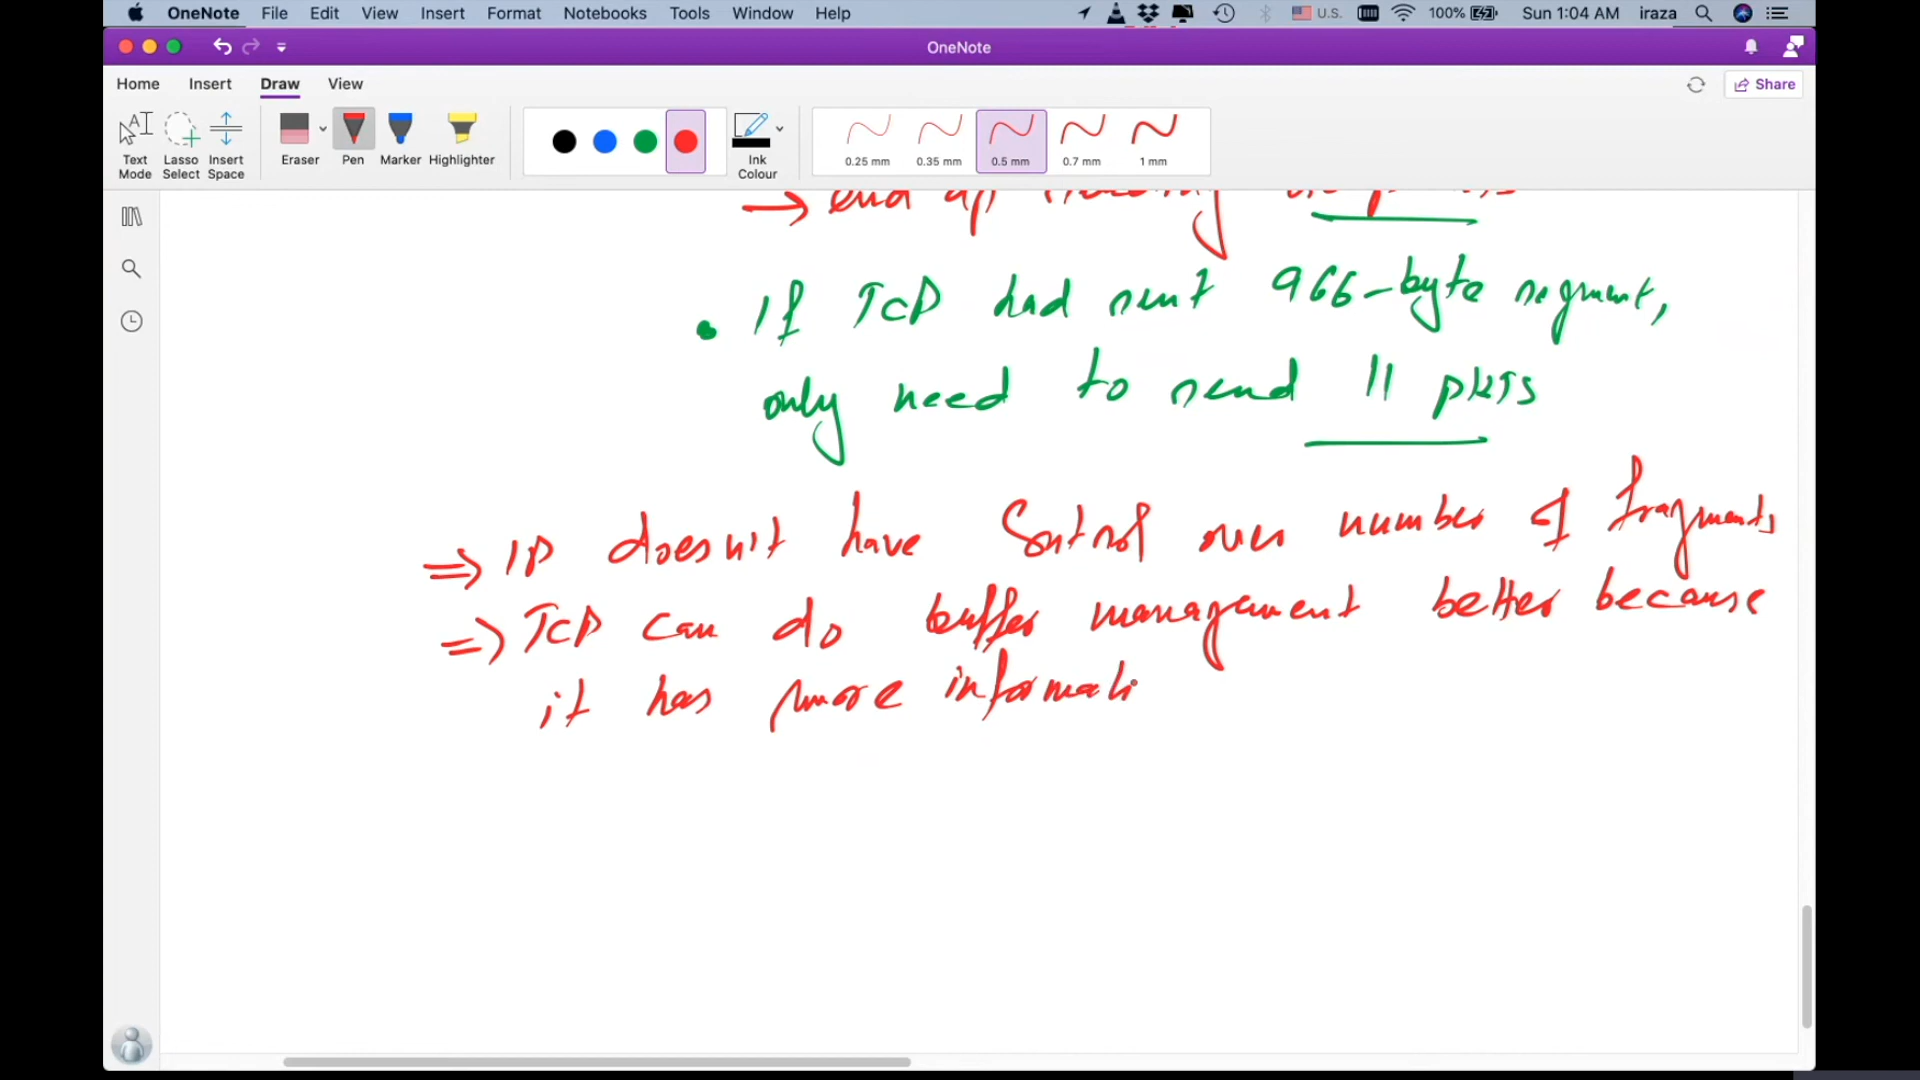 OneNote File Edit View Insert Format Notebooks Tools Window Help U.S. 100% Sun 1:04 AM iraza
OneNote
Home Insert Draw View Share
Text Mode Lasso Select Insert Space Eraser Pen Marker Highlighter Ink Colour 0.25 mm 0.35 mm 0.5 mm 0.7 mm 1 mm
→ end up
• If TCP had sent 966-byte segment,
only need to send 11 pkts
⇒ IP doesn't have Control over number of fragments
⇒ TCP can do buffer management better because
it has more informati